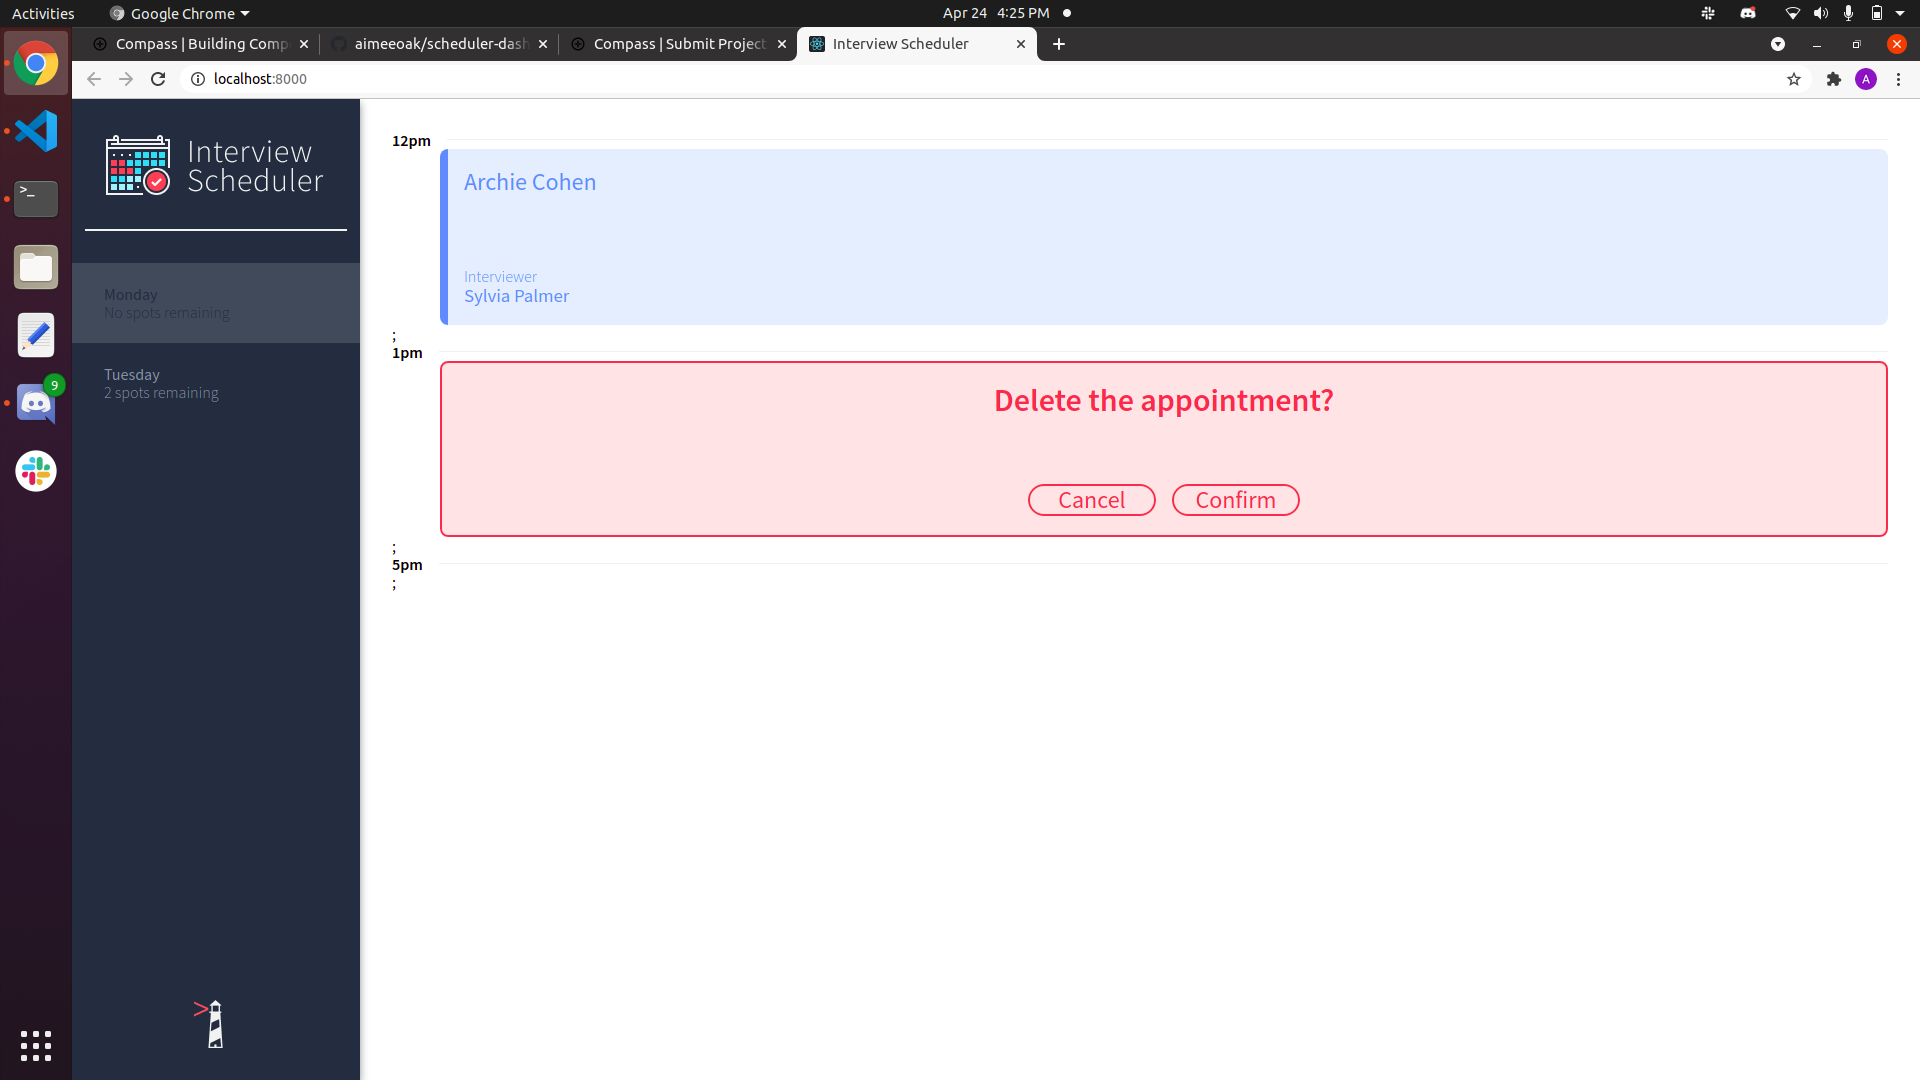 Activities
Google Chrome
Apr 24 4:25 PM
Compass | Building Comp
aimeeoak/scheduler-dash
Compass | Submit Project
Interview Scheduler
localhost:8000
A
9
Interview
Scheduler
Monday
No spots remaining
Tuesday
2 spots remaining
12pm
Archie Cohen
Interviewer
Sylvia Palmer
;
1pm
Delete the appointment?
Cancel
Confirm
;
5pm
;